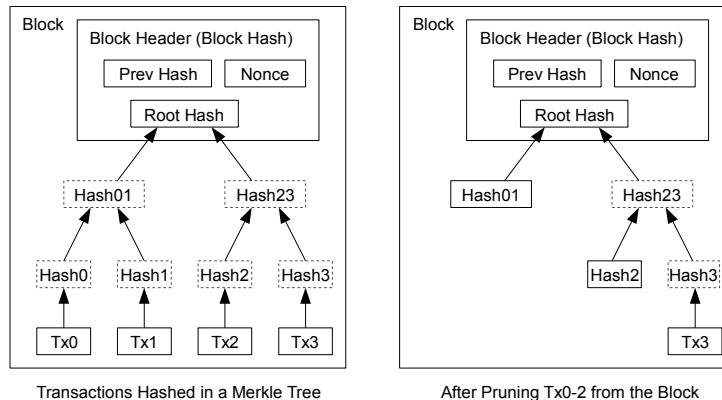 Block
Block Header (Block Hash)
Prev Hash
Nonce
Root Hash
Hash01
Hash23
Hash0
Hash1
Hash2
Hash3
Tx0
Tx1
Tx2
Tx3
Transactions Hashed in a Merkle Tree
Block
Block Header (Block Hash)
Prev Hash
Nonce
Root Hash
Hash01
Hash23
Hash2
Hash3
Tx3
After Pruning Tx0-2 from the Block